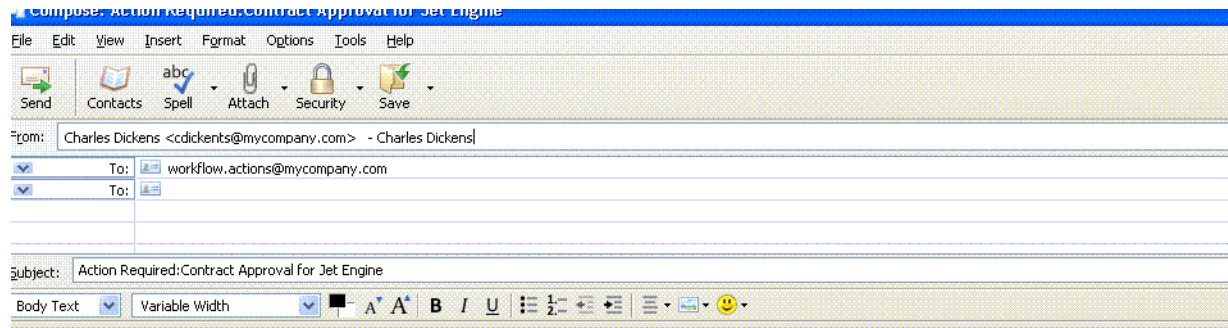 Compose: Action Required:Contract Approval for Jet Engine
File Edit View Insert Format Options Tools Help
abc
Send Contacts Spell Attach Security Save
From: Charles Dickens <cdickents@mycompany.com> - Charles Dickens
To: workflow.actions@mycompany.com
To:
Subject: Action Required:Contract Approval for Jet Engine
Body Text Variable Width A A B I U